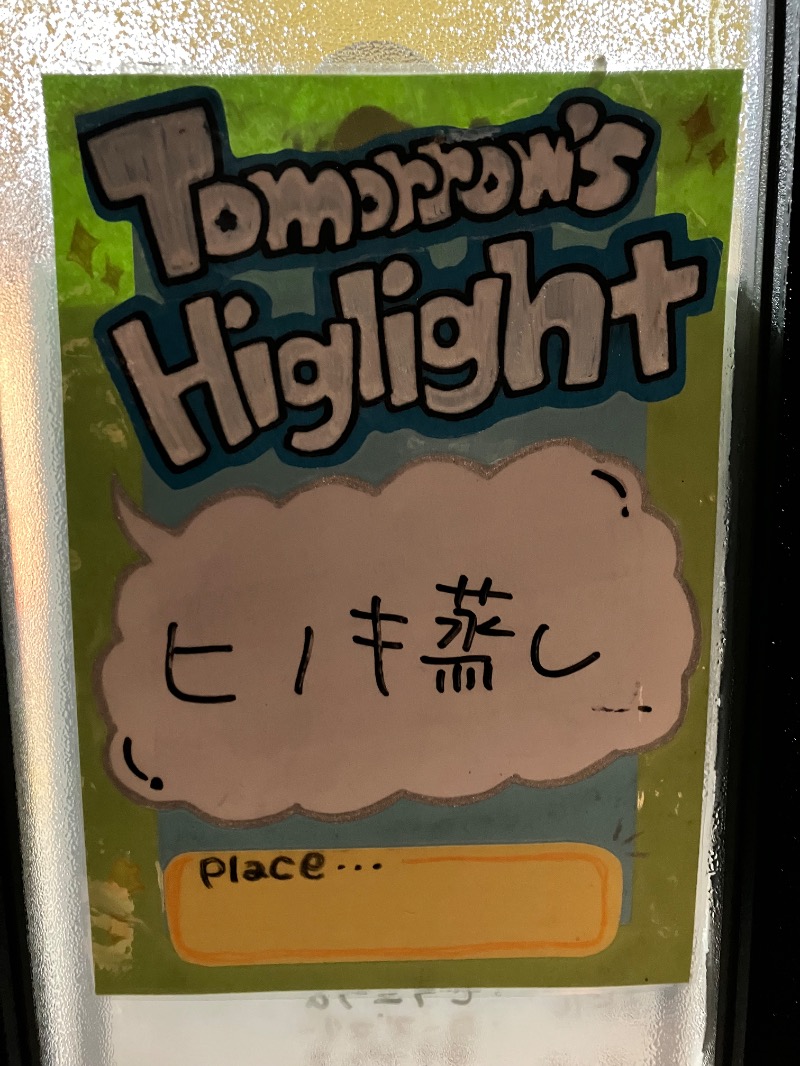 Tomorrow's
Higlight
ヒノキ蒸し
place...